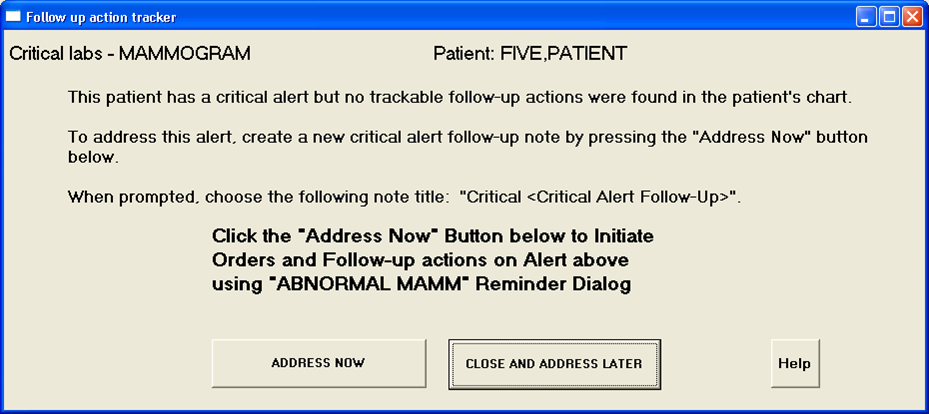 Follow up action tracker
Critical labs - MAMMOGRAM Patient: FIVE,PATIENT
This patient has a critical alert but no trackable follow-up actions were found in the patient's chart.
To address this alert, create a new critical alert follow-up note by pressing the "Address Now" button
below.
When prompted, choose the following note title: "Critical <Critical Alert Follow-Up>".
Click the "Address Now" Button below to Initiate
Orders and Follow-up actions on Alert above
using "ABNORMAL MAMM" Reminder Dialog
ADDRESS NOW CLOSE AND ADDRESS LATER Help